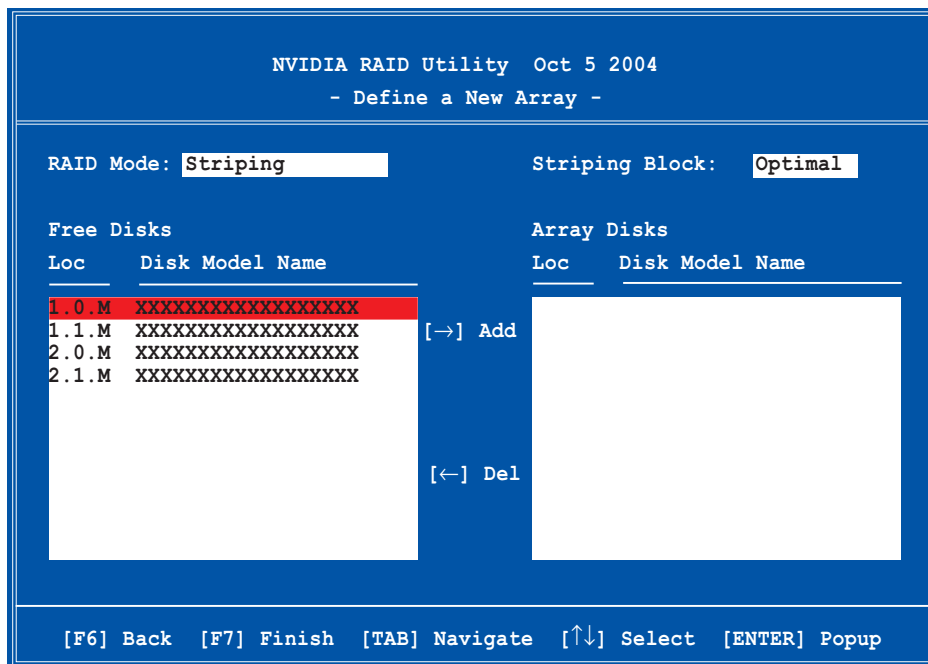 NVIDIA RAID Utility Oct 5 2004
- Define a New Array -
RAID Mode: Striping
Striping Block: Optimal
Free Disks
Loc Disk Model Name
1.0.M XXXXXXXXXXXXXXXXXX
1.1.M XXXXXXXXXXXXXXXXXX
2.0.M XXXXXXXXXXXXXXXXXX
2.1.M XXXXXXXXXXXXXXXXXX
[→] Add
[←] Del
Array Disks
Loc Disk Model Name
[F6] Back [F7] Finish [TAB] Navigate [↑↓] Select [ENTER] Popup